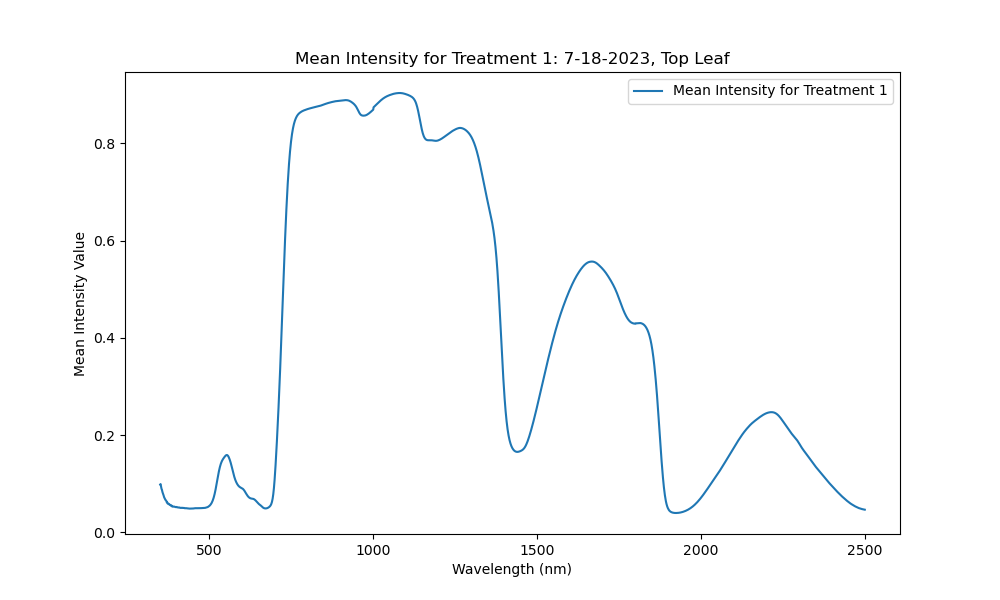 Mean Intensity for Treatment 1: 7-18-2023, Top Leaf
Mean Intensity for Treatment 1
Mean Intensity Value
0.8
0.6
0.4
0.2
0.0
500 1000 1500 2000 2500
Wavelength (nm)